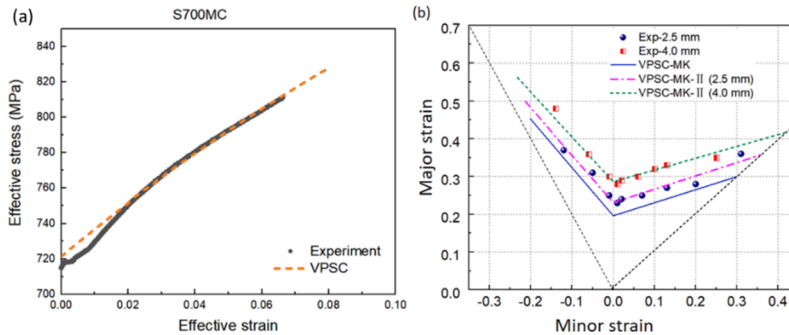 (a)
S700MC
Effective stress (MPa)
840
820
800
780
760
740
720
700
Experiment
VPSC
0.00 0.02 0.04 0.06 0.08 0.10
Effective strain
(b)
Major strain
0.7
0.6
0.5
0.4
0.3
0.2
0.1
0.0
Exp-2.5 mm
Exp-4.0 mm
VPSC-MK
VPSC-MK-Ⅱ (2.5 mm)
VPSC-MK-Ⅱ (4.0 mm)
-0.3 -0.2 -0.1 0.0 0.1 0.2 0.3 0.4
Minor strain